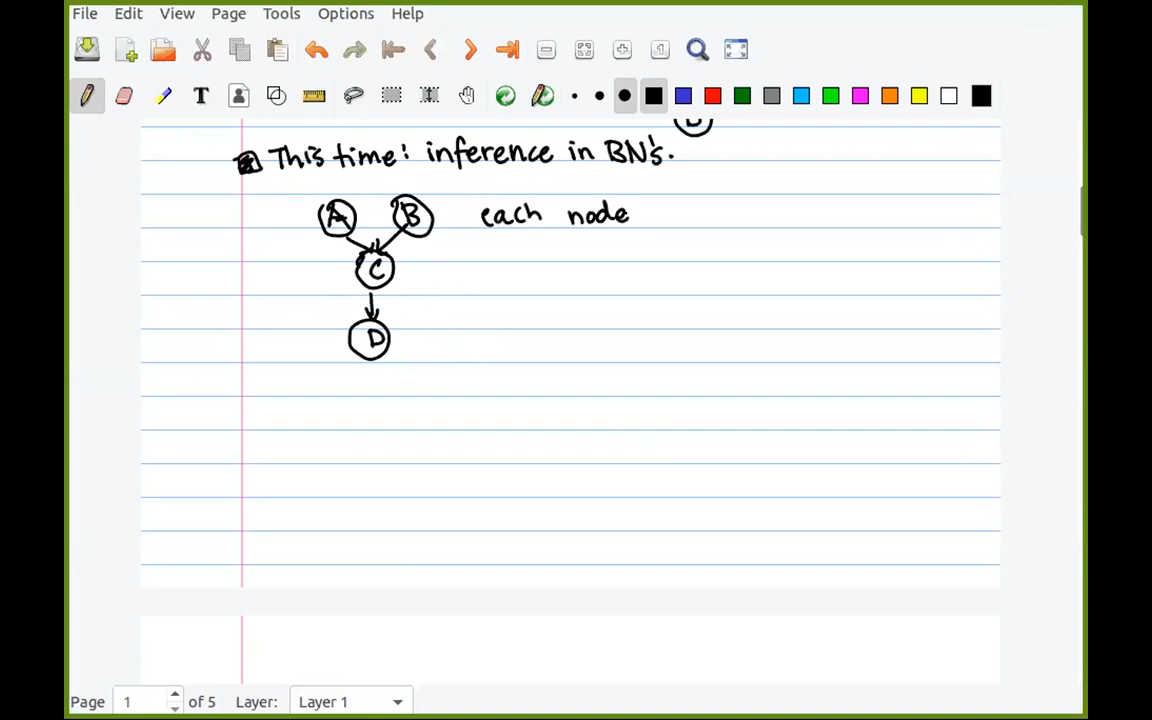 File Edit View Page Tools Options Help
This time: inference in BN's.
A B each node
C
D
Page 1 of 5 Layer: Layer 1